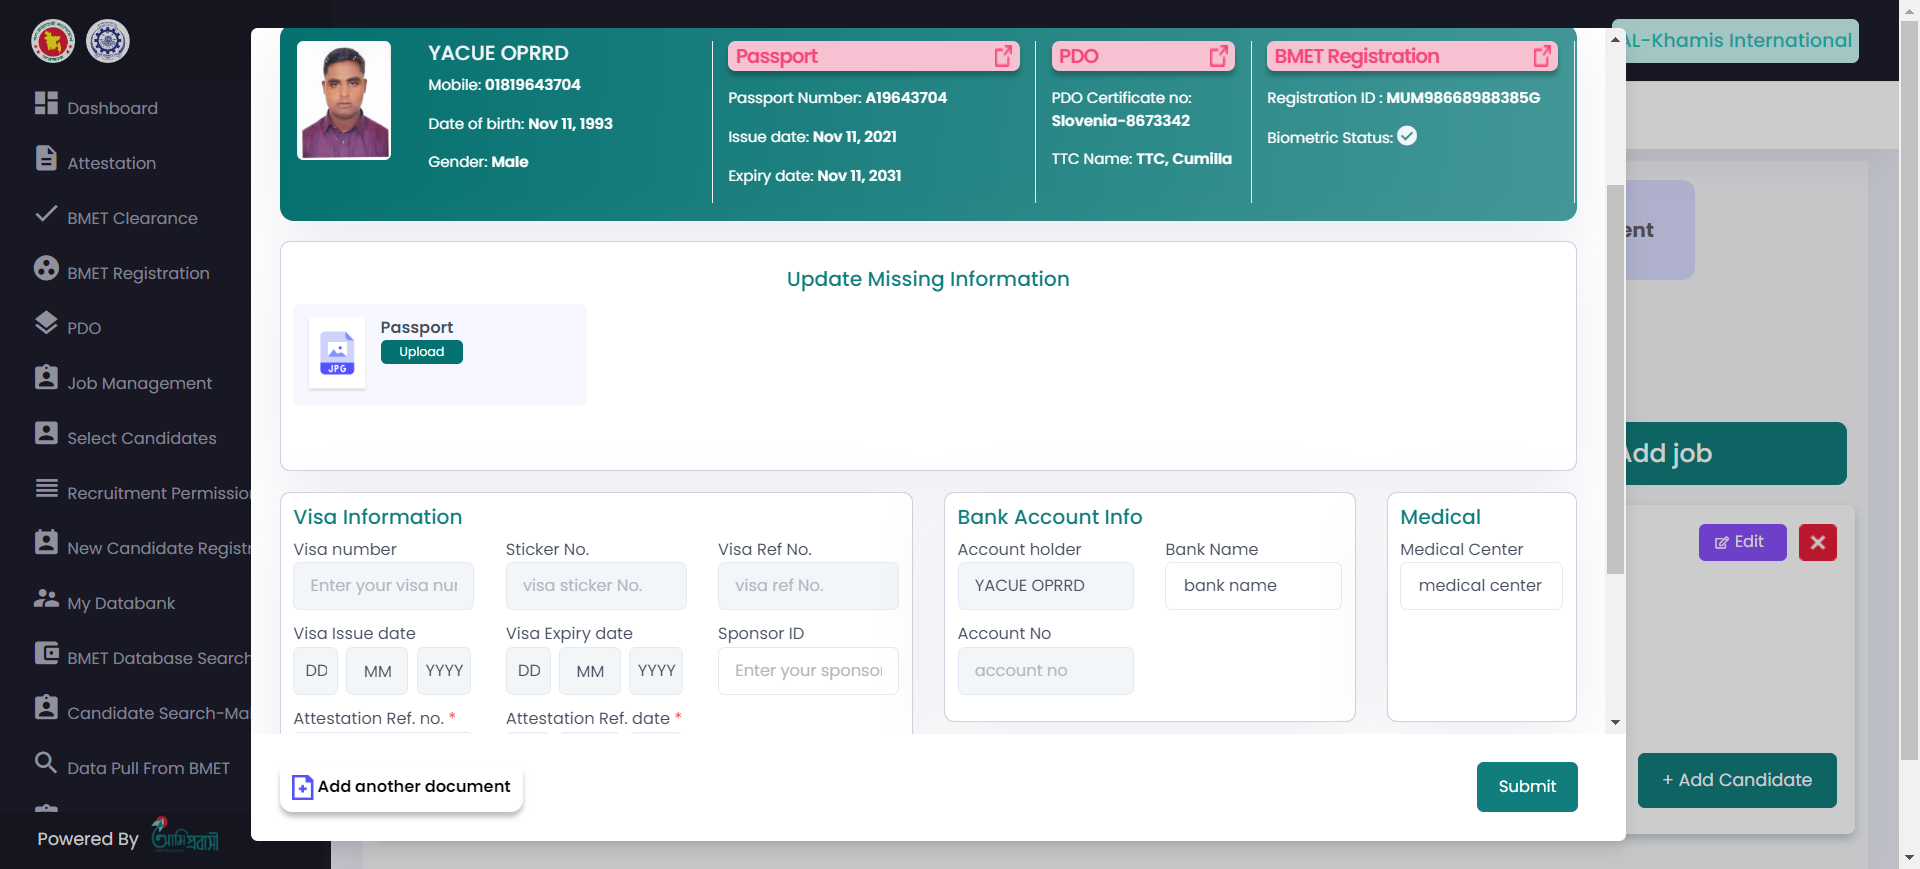 Dashboard
Attestation
BMET Clearance
BMET Registration
PDO
Job Management
Select Candidates
Recruitment Permission
New Candidate Registr
My Databank
BMET Database Search
Candidate Search-Ma
Data Pull From BMET
Powered By
আমি প্রবাসী
YACUE OPRRD
Mobile: 01819643704
Date of birth: Nov 11, 1993
Gender: Male
Passport
Passport Number: A19643704
Issue date: Nov 11, 2021
Expiry date: Nov 11, 2031
PDO
PDO Certificate no:
Slovenia-8673342
TTC Name: TTC, Cumilla
BMET Registration
Registration ID : MUM98668988385G
Biometric Status:
AL-Khamis International
ent
Update Missing Information
JPG
Passport
Upload
Add job
Edit
+ Add Candidate
Visa Information
Visa number
Enter your visa nu
Sticker No.
visa sticker No.
Visa Ref No.
visa ref No.
Visa Issue date
DD MM YYYY
Visa Expiry date
DD MM YYYY
Sponsor ID
Enter your sponsor
Attestation Ref. no. *
Attestation Ref. date *
Bank Account Info
Account holder
YACUE OPRRD
Bank Name
bank name
Account No
account no
Medical
Medical Center
medical center
Add another document
Submit